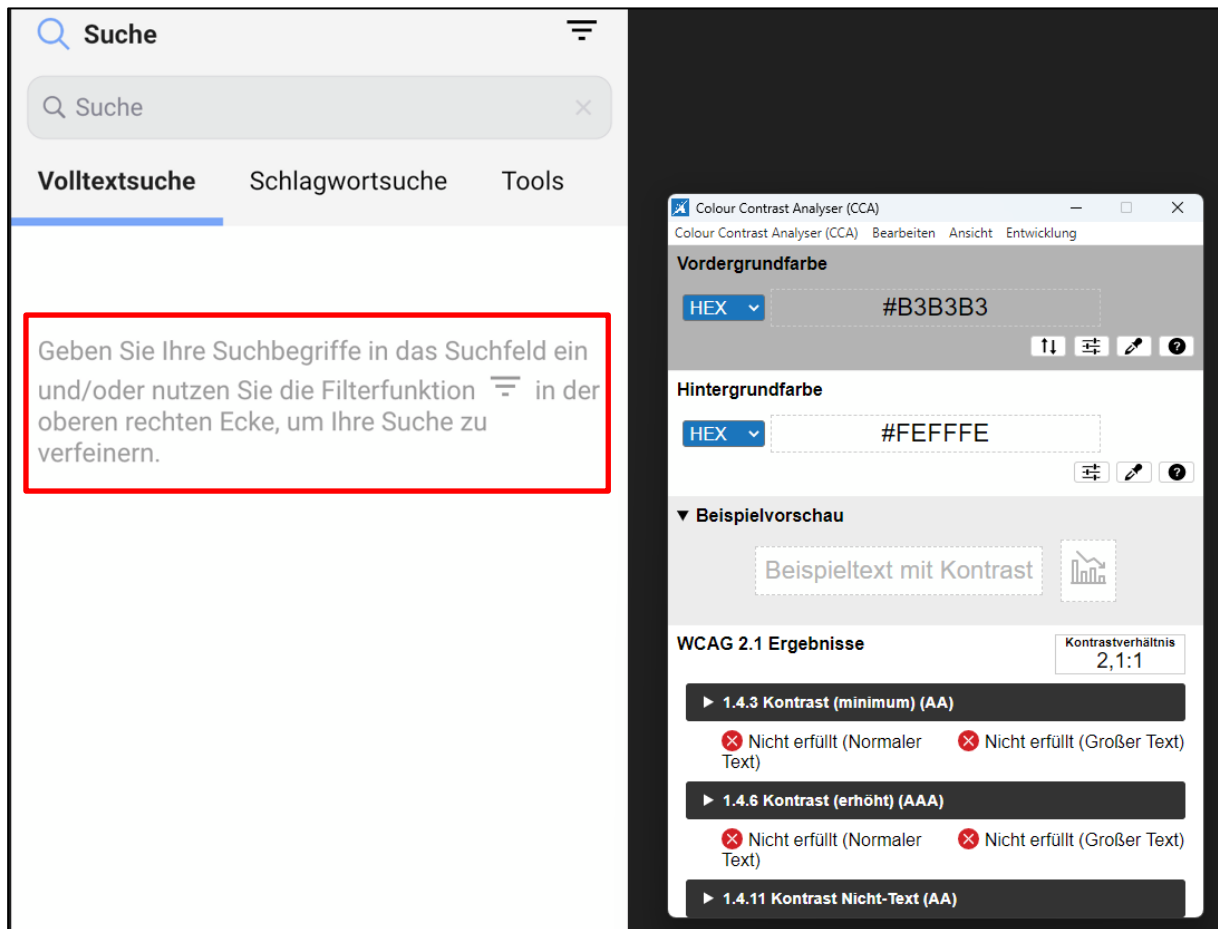 Suche
Suche
Volltextsuche Schlagwortsuche Tools
Geben Sie Ihre Suchbegriffe in das Suchfeld ein
und/oder nutzen Sie die Filterfunktion in der
oberen rechten Ecke, um Ihre Suche zu
verfeinern.
Colour Contrast Analyser (CCA)
Colour Contrast Analyser (CCA) Bearbeiten Ansicht Entwicklung
Vordergrundfarbe
HEX #B3B3B3
Hintergrundfarbe
HEX #FEFFFE
Beispielvorschau
Beispieltext mit Kontrast
WCAG 2.1 Ergebnisse
Kontrastverhältnis
2,1:1
1.4.3 Kontrast (minimum) (AA)
Nicht erfüllt (Normaler Text)
Nicht erfüllt (Großer Text)
1.4.6 Kontrast (erhöht) (AAA)
Nicht erfüllt (Normaler Text)
Nicht erfüllt (Großer Text)
1.4.11 Kontrast Nicht-Text (AA)